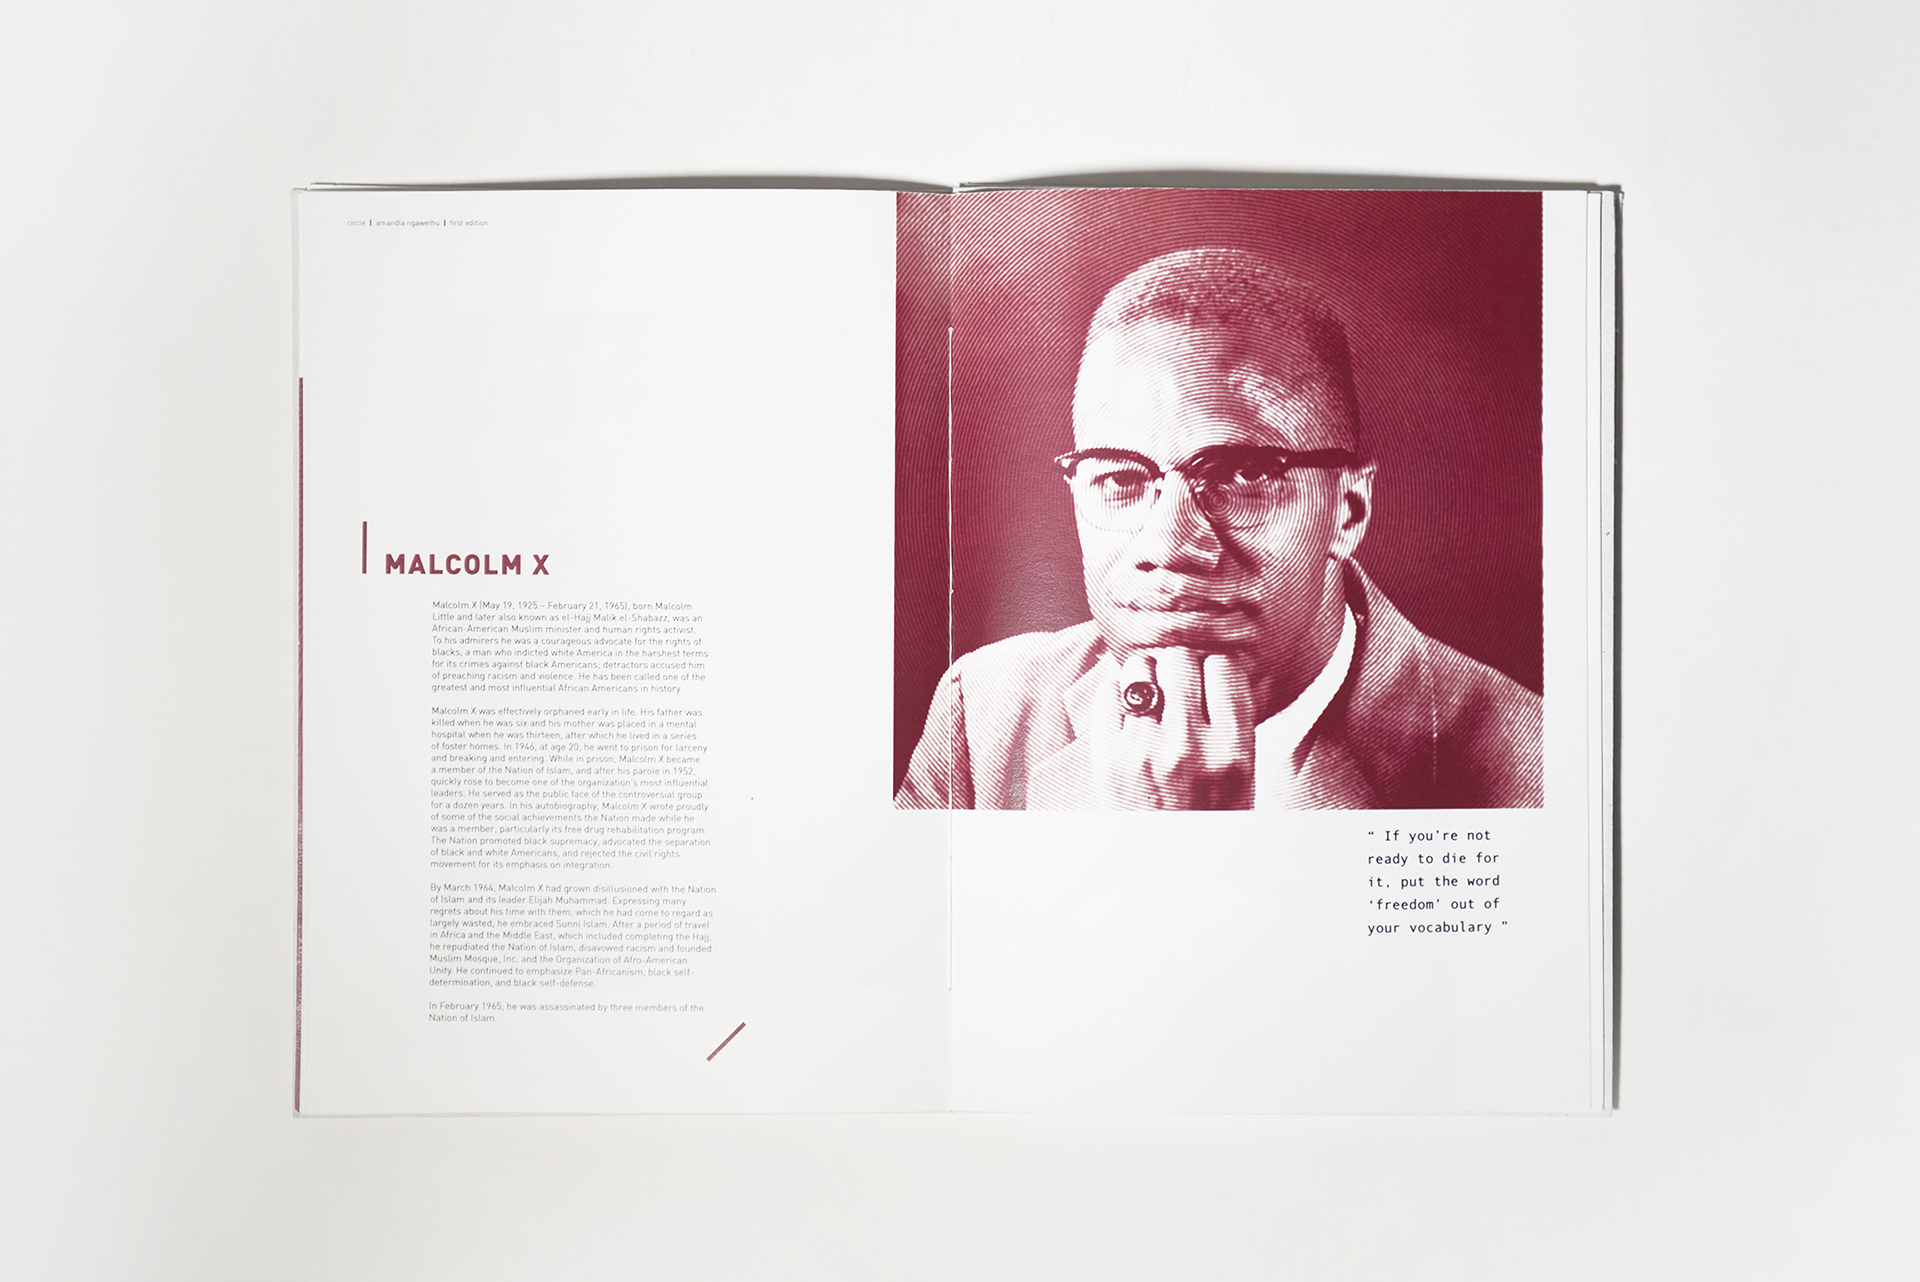 circle | amandla ngawethu | first edition
MALCOLM X
Malcolm X (May 19, 1925 – February 21, 1965), born Malcolm
Little and later also known as el-Hajj Malik el-Shabazz, was an
African-American Muslim minister and human rights activist.
To his admirers he was a courageous advocate for the rights of
blacks, a man who indicted white America in the harshest terms
for its crimes against black Americans; detractors accused him
of preaching racism and violence. He has been called one of the
greatest and most influential African Americans in history.
Malcolm X was effectively orphaned early in life. His father was
killed when he was six and his mother was placed in a mental
hospital when he was thirteen, after which he lived in a series
of foster homes. In 1946, at age 20, he went to prison for larceny
and breaking and entering. While in prison, Malcolm X became
a member of the Nation of Islam, and after his parole in 1952,
quickly rose to become one of the organization's most influential
leaders. He served as the public face of the controversial group
for a dozen years. In his autobiography, Malcolm X wrote proudly
of some of the social achievements the Nation made while he
was a member, particularly its free drug rehabilitation program.
The Nation promoted black supremacy, advocated the separation
of black and white Americans, and rejected the civil rights
movement for its emphasis on integration.
By March 1964, Malcolm X had grown disillusioned with the Nation
of Islam and its leader Elijah Muhammad. Expressing many
regrets about his time with them, which he had come to regard as
largely wasted, he embraced Sunni Islam. After a period of travel
in Africa and the Middle East, which included completing the Hajj,
he repudiated the Nation of Islam, disavowed racism and founded
Muslim Mosque, Inc. and the Organization of Afro-American
Unity. He continued to emphasize Pan-Africanism, black self-
determination, and black self-defense.
In February 1965, he was assassinated by three members of the
Nation of Islam.
“ If you’re not
ready to die for
it, put the word
‘freedom’ out of
your vocabulary ”